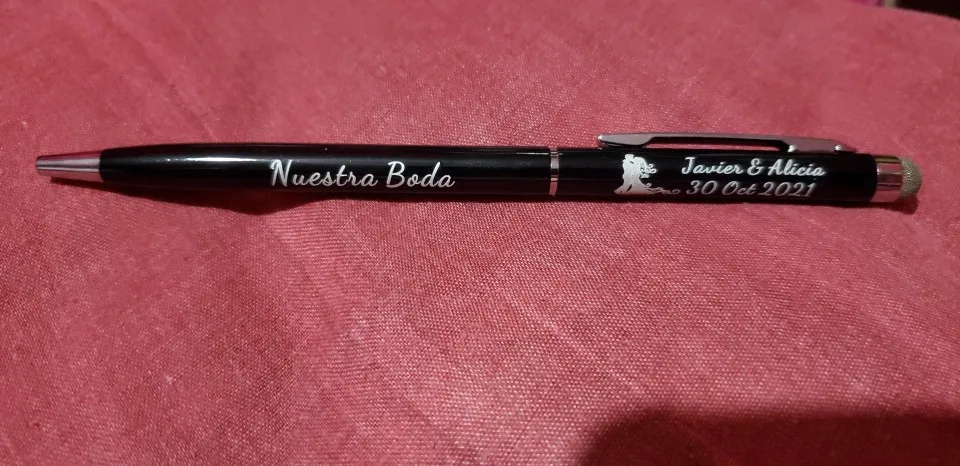 Nuestra Boda
Javier & Alicia
30 Oct 2021